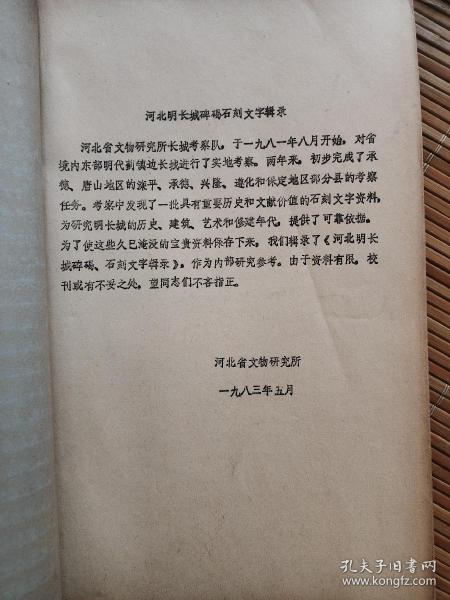 河北明长城碑碣石刻文字辑录
河北省文物研究所长城考察队，于一九八一年八月开始，对省
境内东部明代蓟镇边长城进行了实地考察。两年来，初步完成了承
德、唐山地区的滦平、承德、兴隆、遵化和保定地区部分县的考察
任务。考察中发现了一批具有重要历史和文献价值的石刻文字资料，
为研究明长城的历史、建筑、艺术和修建年代，提供了可靠依据。
为了使这些久已淹没的宝贵资料保存下来，我们辑录了《河北明长
城碑碣、石刻文字辑录》，作为内部研究参考。由于资料有限，校
刊或有不妥之处，望同志们不吝指正。
河北省文物研究所
一九八三年五月
孔夫子旧书网
www.kongfz.com